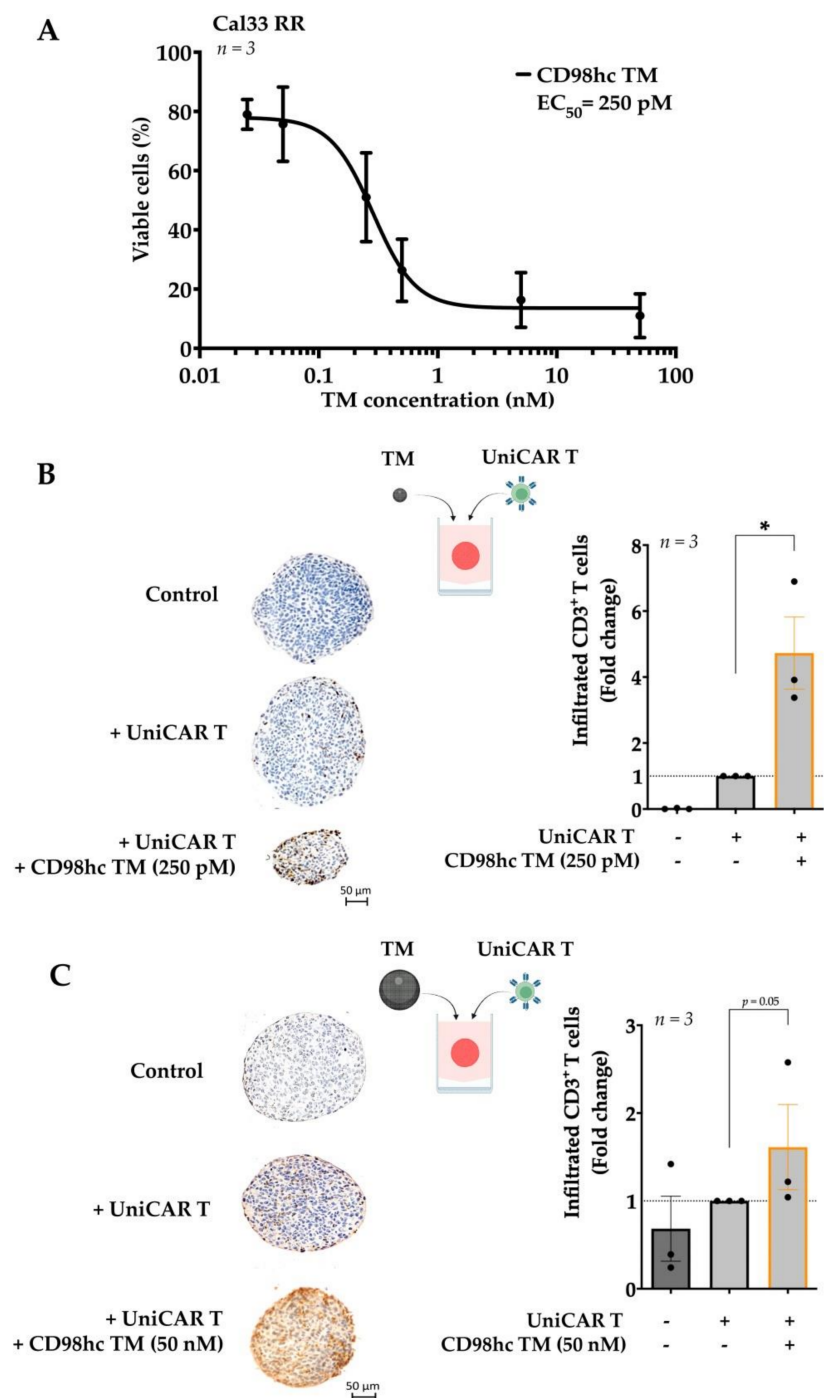 A
Cal33 RR
n = 3
CD98hc TM
EC50= 250 pM
Viable cells (%)
100
80
60
40
20
0
0.01
0.1
1
10
100
TM concentration (nM)
B
TM
UniCAR T
Control
+ UniCAR T
+ UniCAR T
+ CD98hc TM (250 pM)
50 µm
n = 3
*
Infiltrated CD3+ T cells
(Fold change)
8
6
4
2
1
0
UniCAR T - + +
CD98hc TM (250 pM) - - +
C
TM
UniCAR T
Control
+ UniCAR T
+ UniCAR T
+ CD98hc TM (50 nM)
50 µm
n = 3
p = 0.05
Infiltrated CD3+ T cells
(Fold change)
3
2
1
0
UniCAR T - + +
CD98hc TM (50 nM) - - +